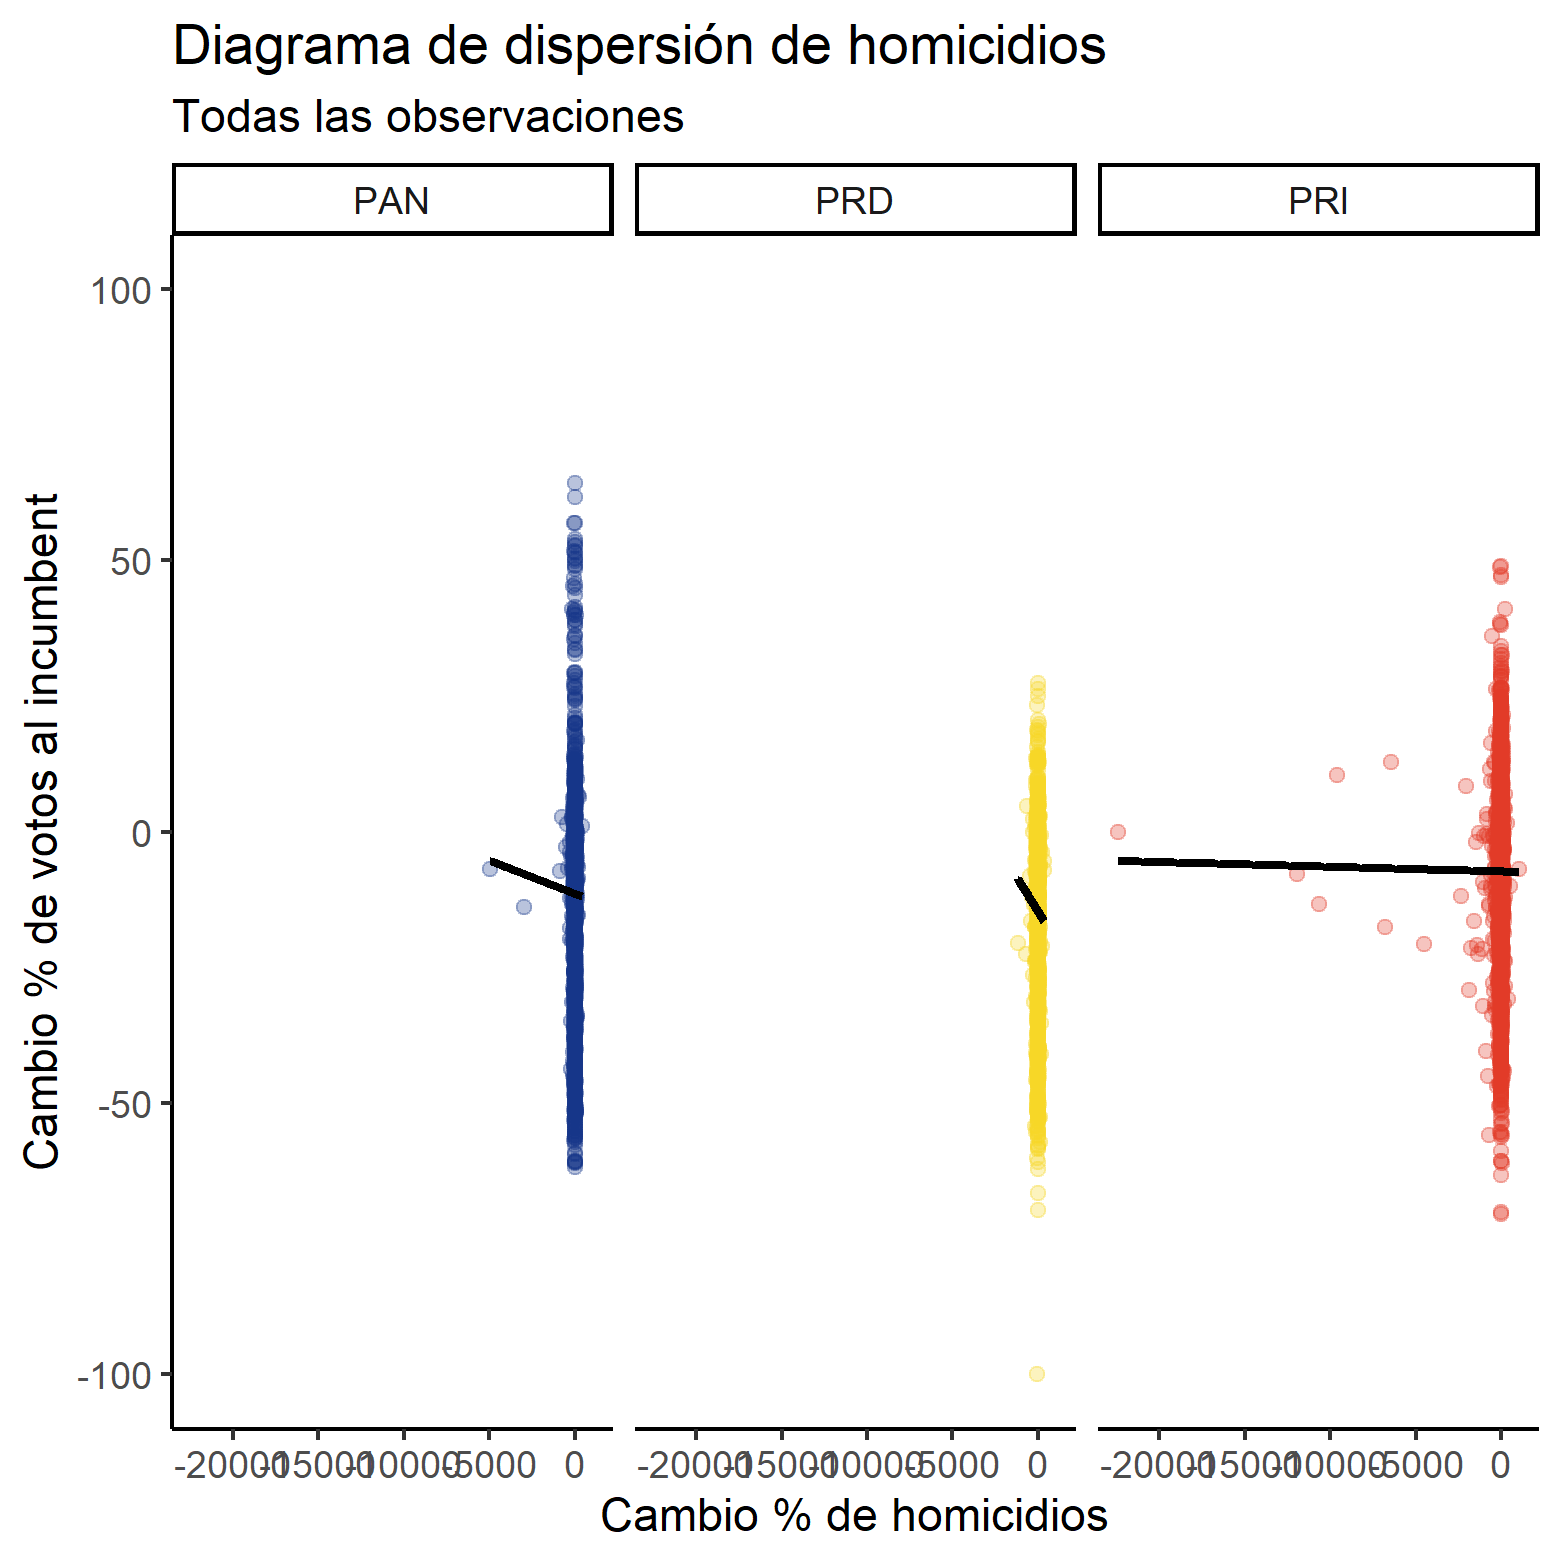 Diagrama de dispersión de homicidios
Todas las observaciones
PAN PRD PRI
100
50
0
-50
-100
Cambio % de votos al incumbent
-20000 -15000 -10000 -5000 0 -20000 -15000 -10000 -5000 0 -20000 -15000 -10000 -5000 0
Cambio % de homicidios